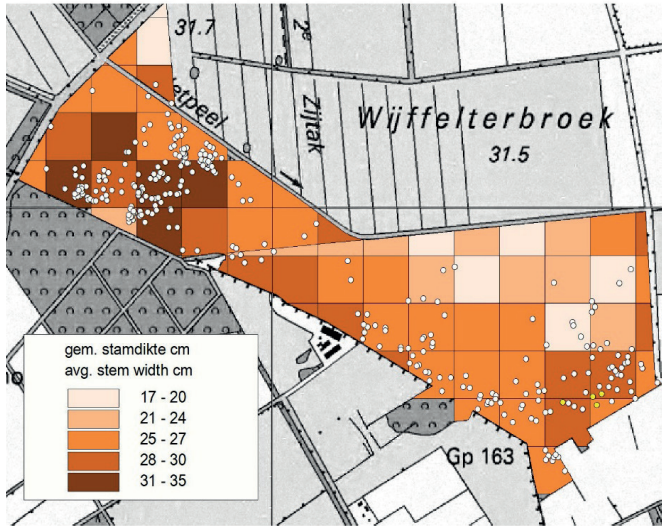 31.7
2e
etpeel
Zijtak
Wijffelterbroek
31.5
gem. stamdikte cm
avg. stem width cm
17 - 20
21 - 24
25 - 27
28 - 30
31 - 35
Gp 163